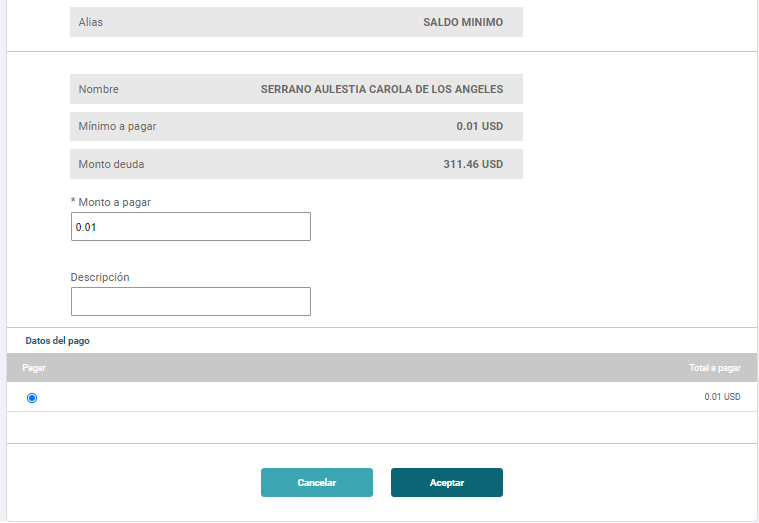 Alias SALDO MINIMO
Nombre SERRANO AULESTIA CAROLA DE LOS ANGELES
Mínimo a pagar 0.01 USD
Monto deuda 311.46 USD
* Monto a pagar
0.01
Descripción
Datos del pago
Pagar Total a pagar
0.01 USD
Cancelar Aceptar